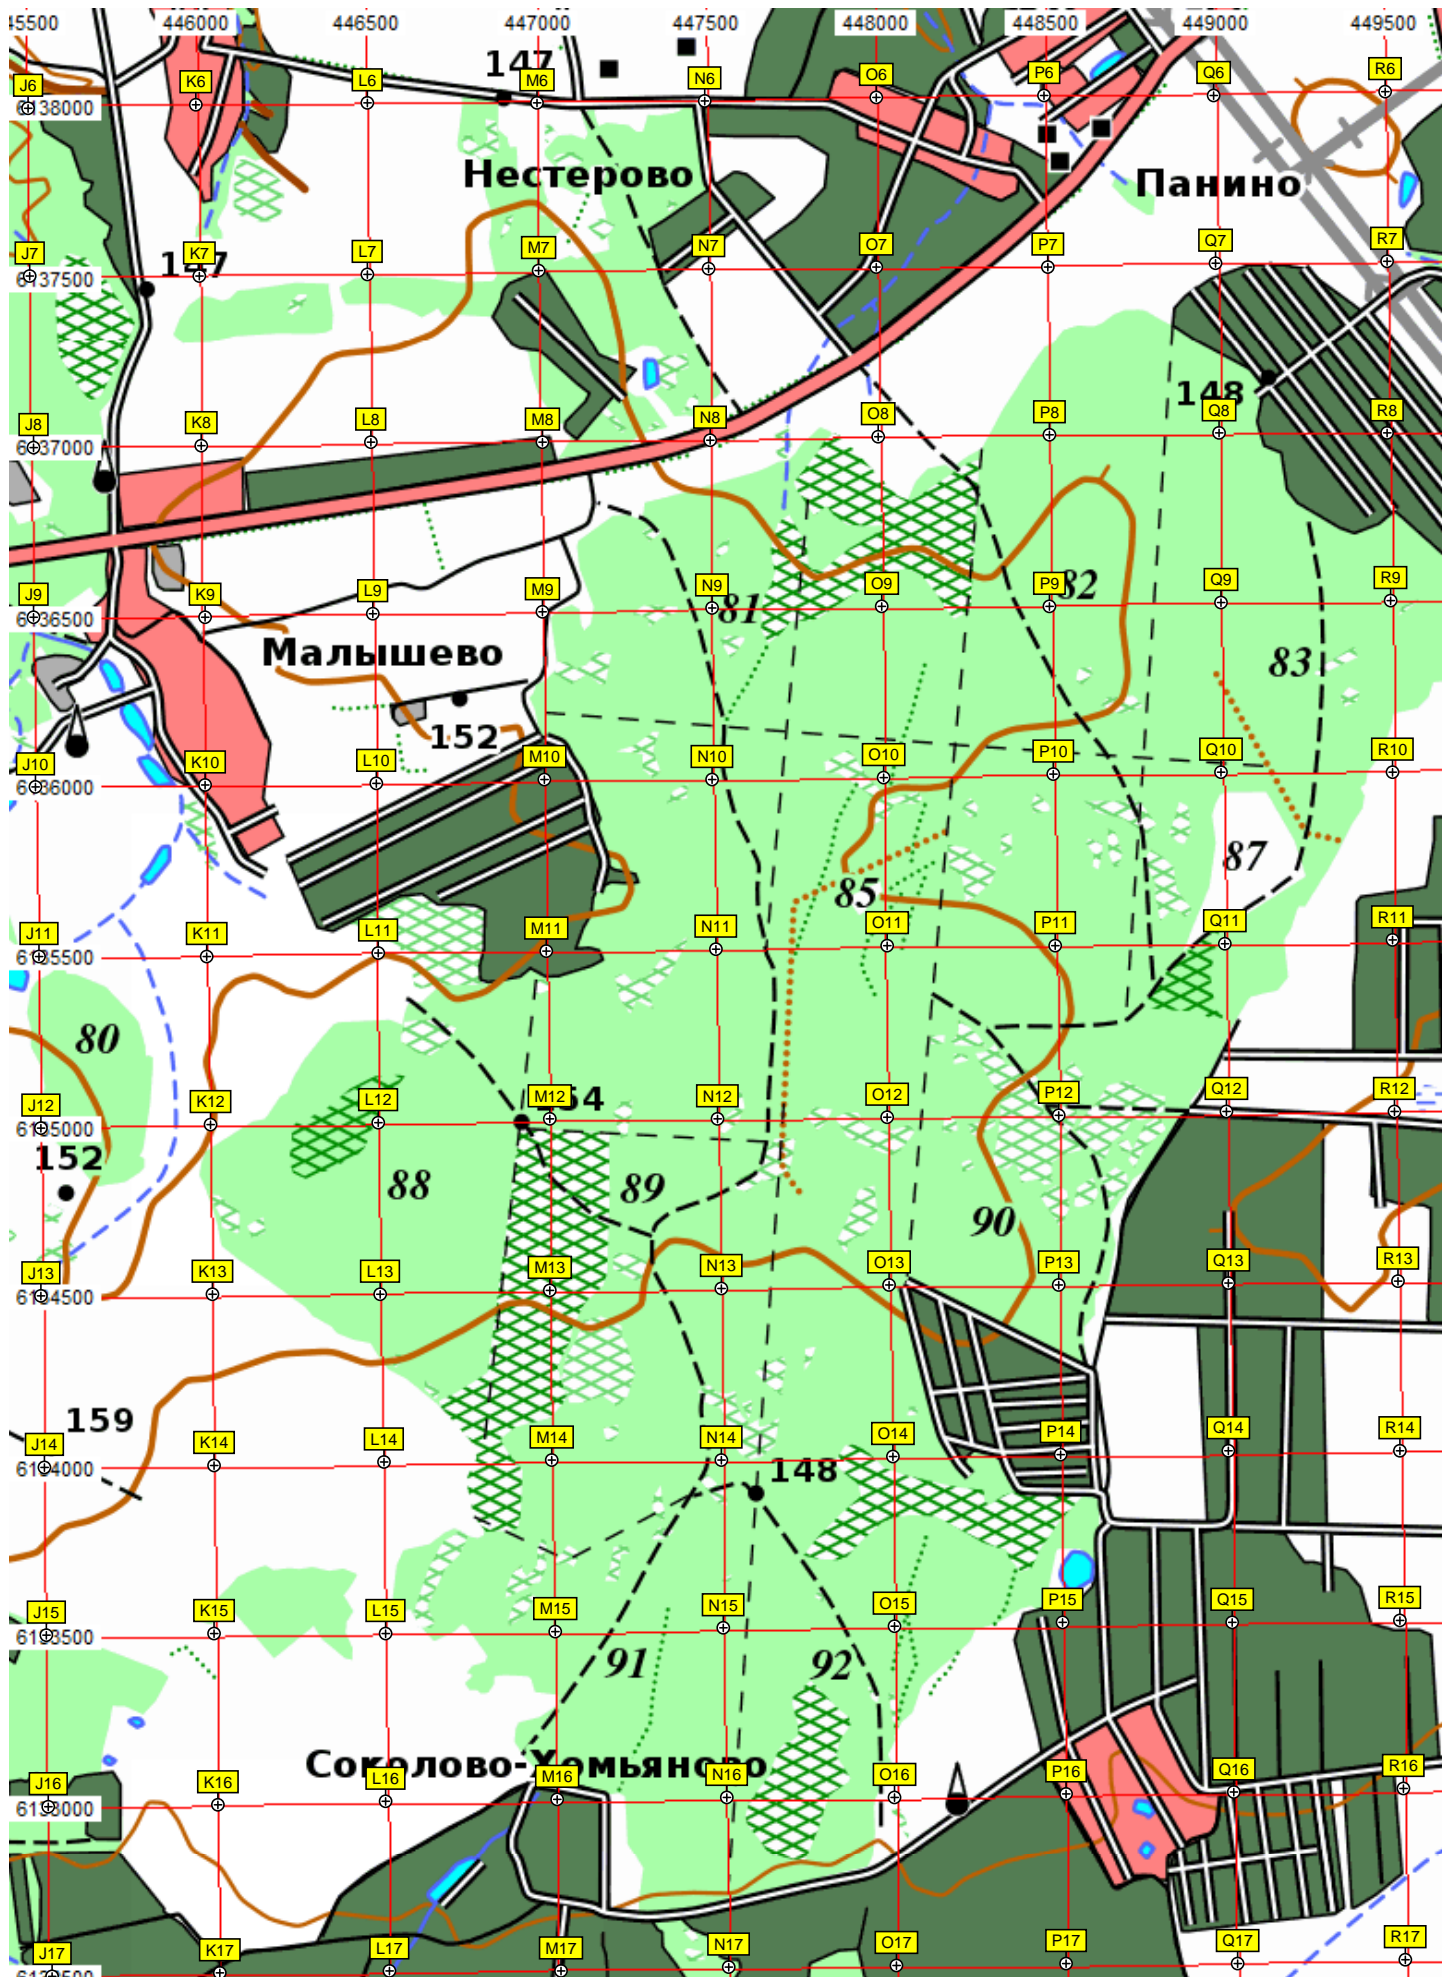 45500 446000 446500 447000 447500 448000 448500 449000 449500
147
J6 K6 L6 M6 N6 O6 P6 Q6 R6
Нестерово
Панино
J7 K7 L7 M7 N7 O7 P7 Q7 R7
148
J8 K8 L8 M8 N8 O8 P8 Q8 R8
J9 K9 L9 M9 N9 O9 P9 Q9 R9
81 82
Малышево
83
152
J10 K10 L10 M10 N10 O10 P10 Q10 R10
87
85
J11 K11 L11 M11 N11 O11 P11 Q11 R11
80
J12 K12 L12 M12 N12 O12 P12 Q12 R12
152
88 89
90
J13 K13 L13 M13 N13 O13 P13 Q13 R13
159
J14 K14 L14 M14 N14 O14 P14 Q14 R14
148
J15 K15 L15 M15 N15 O15 P15 Q15 R15
91 92
Соколово-Хомьяново
J16 K16 L16 M16 N16 O16 P16 Q16 R16
J17 K17 L17 M17 N17 O17 P17 Q17 R17